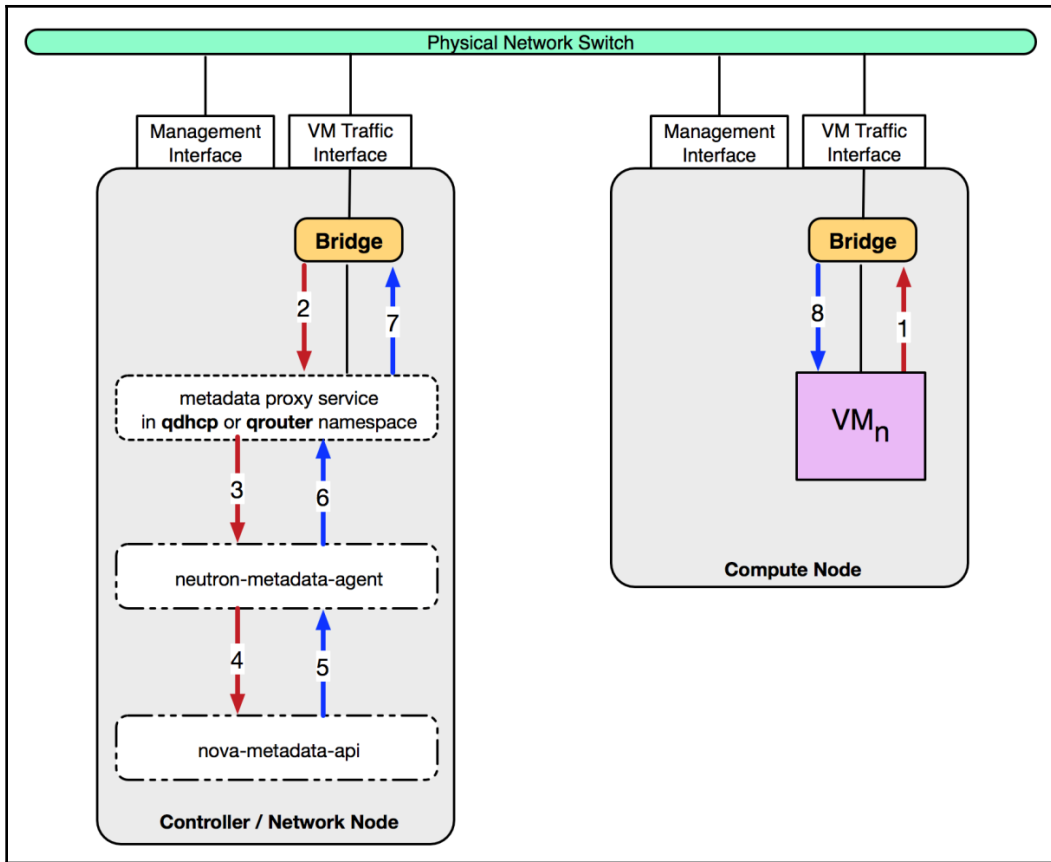 Physical Network Switch
Management
Interface
VM Traffic
Interface
Management
Interface
VM Traffic
Interface
Bridge
Bridge
2
7
8
1
metadata proxy service
in qdhcp or qrouter namespace
VMn
3
6
neutron-metadata-agent
Compute Node
4
5
nova-metadata-api
Controller / Network Node